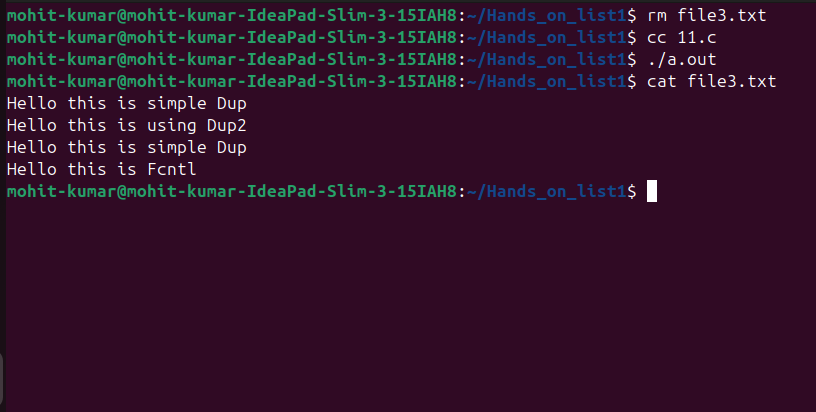 mohit-kumar@mohit-kumar-IdeaPad-Slim-3-15IAH8:~/Hands_on_list1$ rm file3.txt
mohit-kumar@mohit-kumar-IdeaPad-Slim-3-15IAH8:~/Hands_on_list1$ cc 11.c
mohit-kumar@mohit-kumar-IdeaPad-Slim-3-15IAH8:~/Hands_on_list1$ ./a.out
mohit-kumar@mohit-kumar-IdeaPad-Slim-3-15IAH8:~/Hands_on_list1$ cat file3.txt
Hello this is simple Dup
Hello this is using Dup2
Hello this is simple Dup
Hello this is Fcntl
mohit-kumar@mohit-kumar-IdeaPad-Slim-3-15IAH8:~/Hands_on_list1$